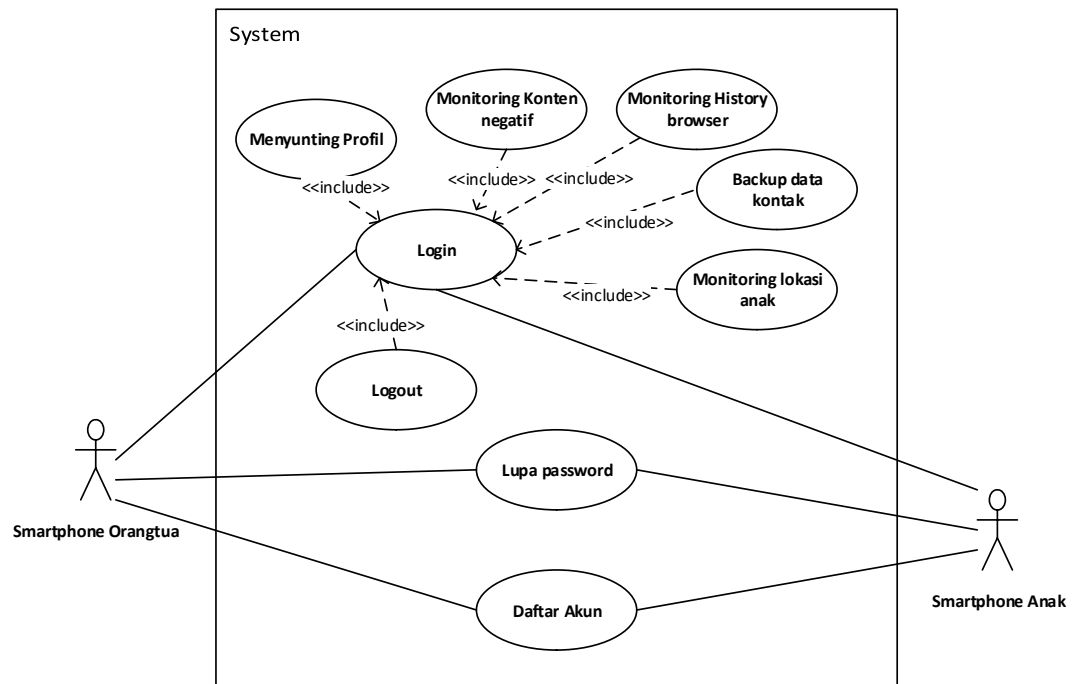 System
Monitoring Konten
negatif
Monitoring History
browser
Menyunting Profil
<<include>>
<<include>>
<<include>>
Backup data
kontak
<<include>>
Login
Monitoring lokasi
anak
<<include>>
<<include>>
Logout
Lupa password
Smartphone Orangtua
Daftar Akun
Smartphone Anak